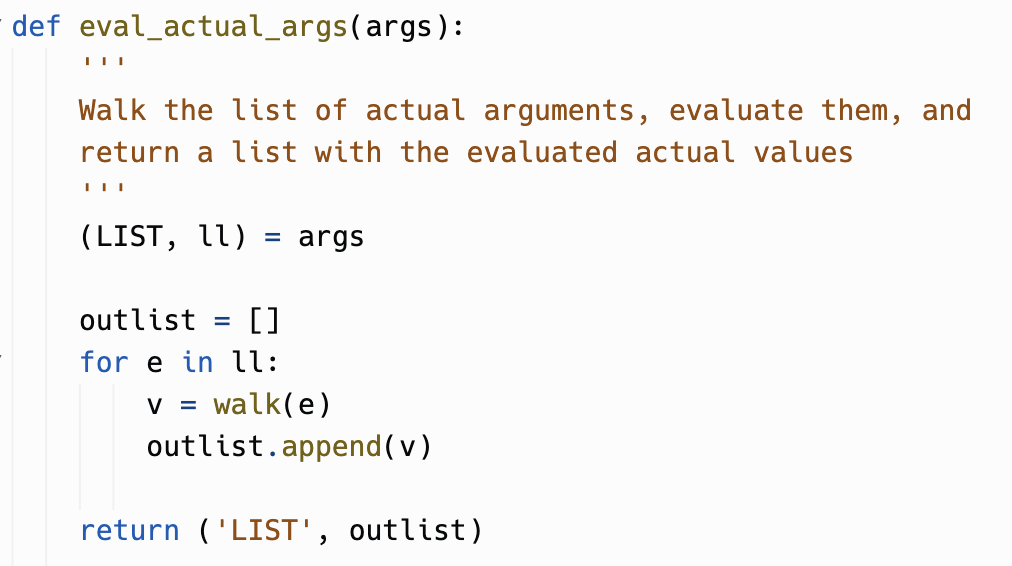 def eval_actual_args(args):
    '''
    Walk the list of actual arguments, evaluate them, and
    return a list with the evaluated actual values
    '''
    (LIST, ll) = args

    outlist = []
    for e in ll:
        v = walk(e)
        outlist.append(v)

    return ('LIST', outlist)